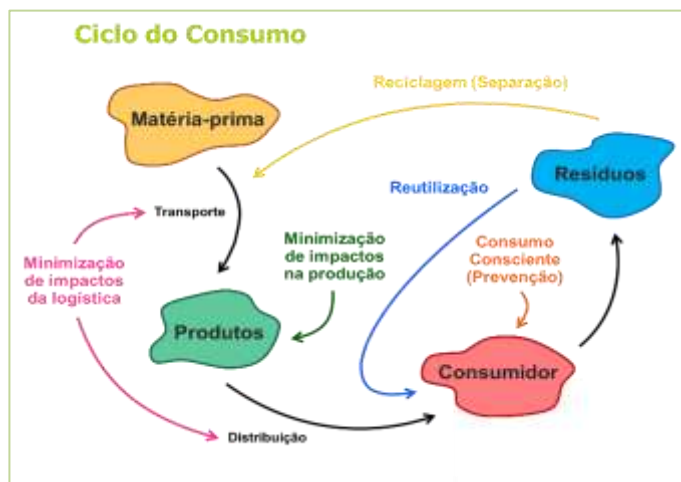 Ciclo do Consumo
Reciclagem (Separação)
Matéria-prima
Resíduos
Reutilização
Transporte
Minimização
de impactos
na produção
Consumo
Consciente
(Prevenção)
Minimização
de impactos
da logística
Produtos
Consumidor
Distribuição